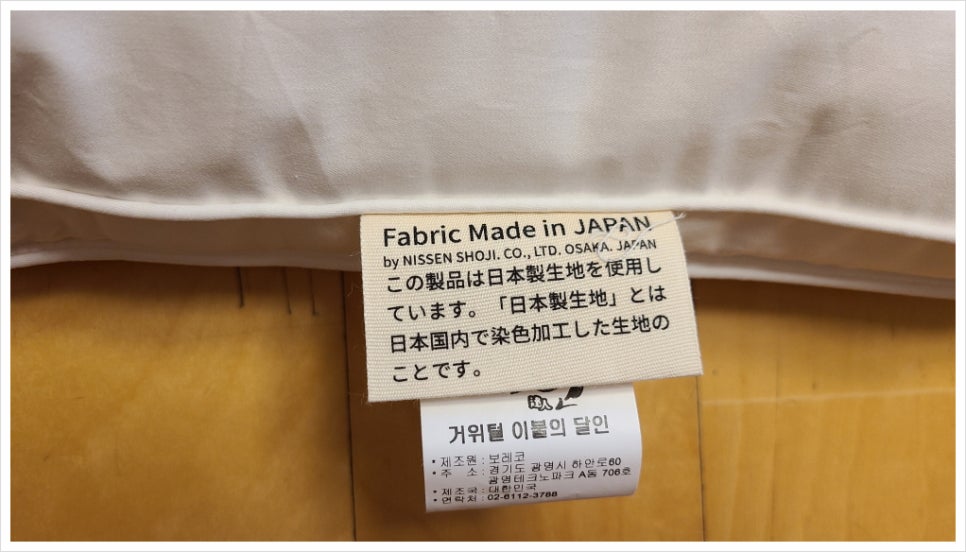 Fabric Made in JAPAN
by NISSEN SHOJI. CO., LTD. OSAKA. JAPAN
この製品は日本製生地を使用し
ています。「日本製生地」とは
日本国内で染色加工した生地の
ことです。
거위털 이불의 달인
* 제조원 : 보레코
* 주 소 : 경기도 광명시 하안로60
광명테크노파크 A동 706호
* 제조국 : 대한민국
* 연락처 : 02-6112-3788